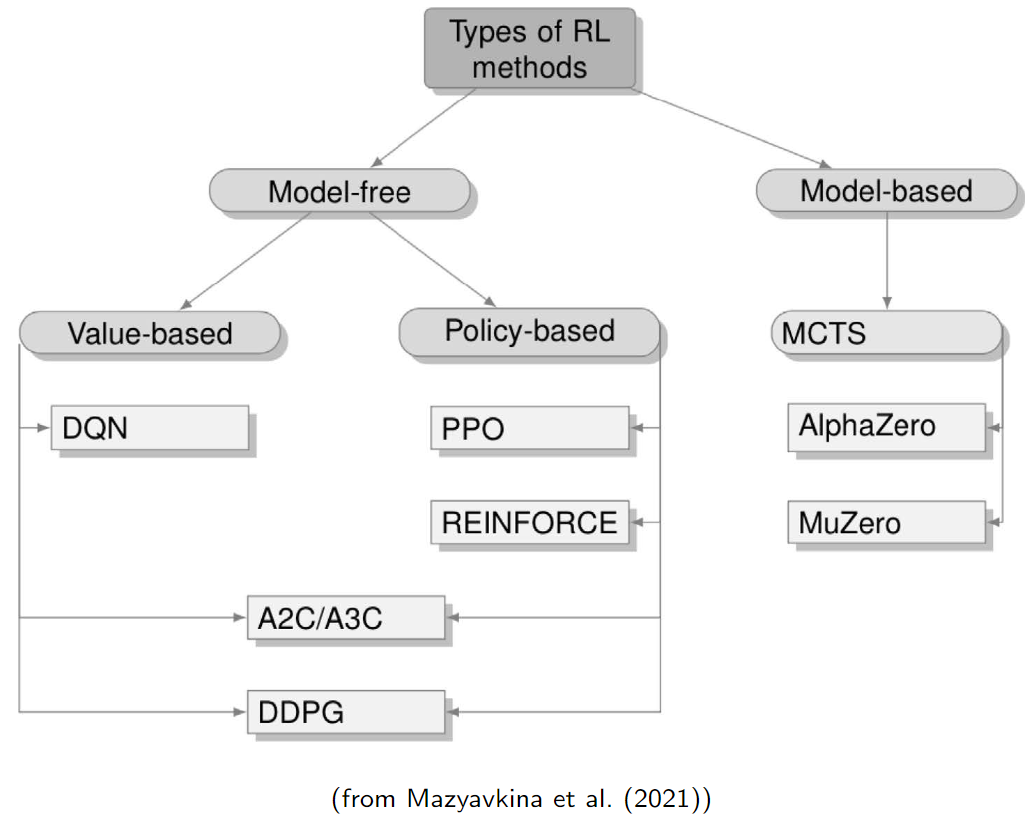 Types of RL
methods
Model-free
Model-based
Value-based
Policy-based
MCTS
DQN
PPO
AlphaZero
REINFORCE
MuZero
A2C/A3C
DDPG
(from Mazyavkina et al. (2021))